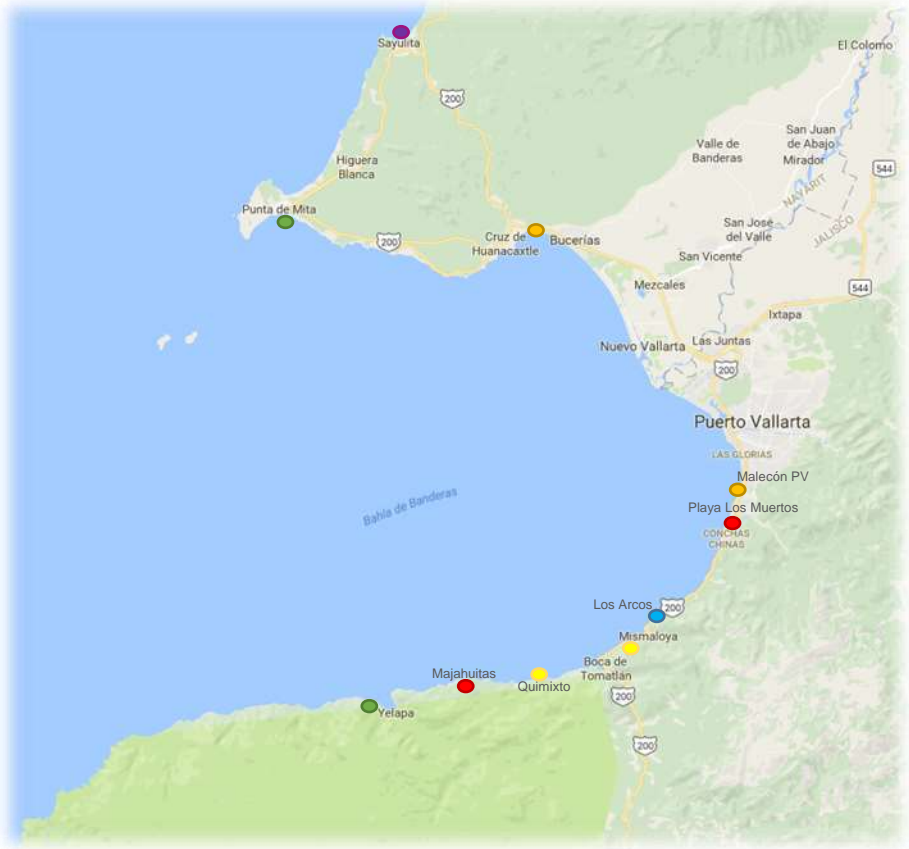 Sayulita
El Colomo
200
San Juan
de Abajo
Valle de
Banderas
Mirador
Higuera
Blanca
544
NAYARIT
JALISCO
Punta de Mita
San José
del Valle
200
Cruz de
Huanacaxtle
Bucerías
San Vicente
Mezcales
544
Ixtapa
Nuevo Vallarta
Las Juntas
200
Puerto Vallarta
LAS GLORIAS
Malecón PV
Bahía de Banderas
Playa Los Muertos
CONCHAS
CHINAS
Los Arcos
200
Mismaloya
Boca de
Tomatlán
Majahuitas
Quimixto
200
Yelapa
200